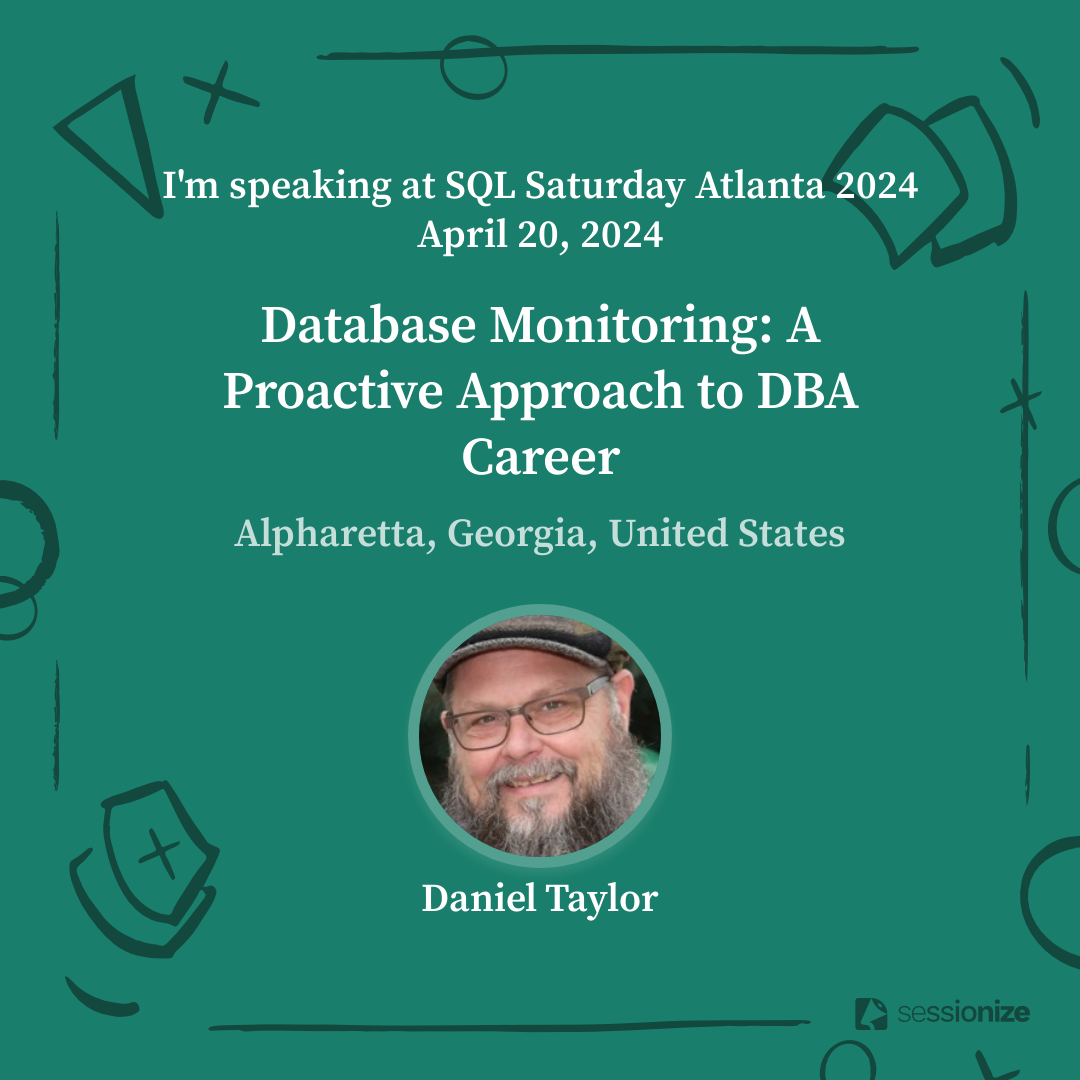 I'm speaking at SQL Saturday Atlanta 2024
April 20, 2024
Database Monitoring: A
Proactive Approach to DBA
Career
Alpharetta, Georgia, United States
Daniel Taylor
sessionize